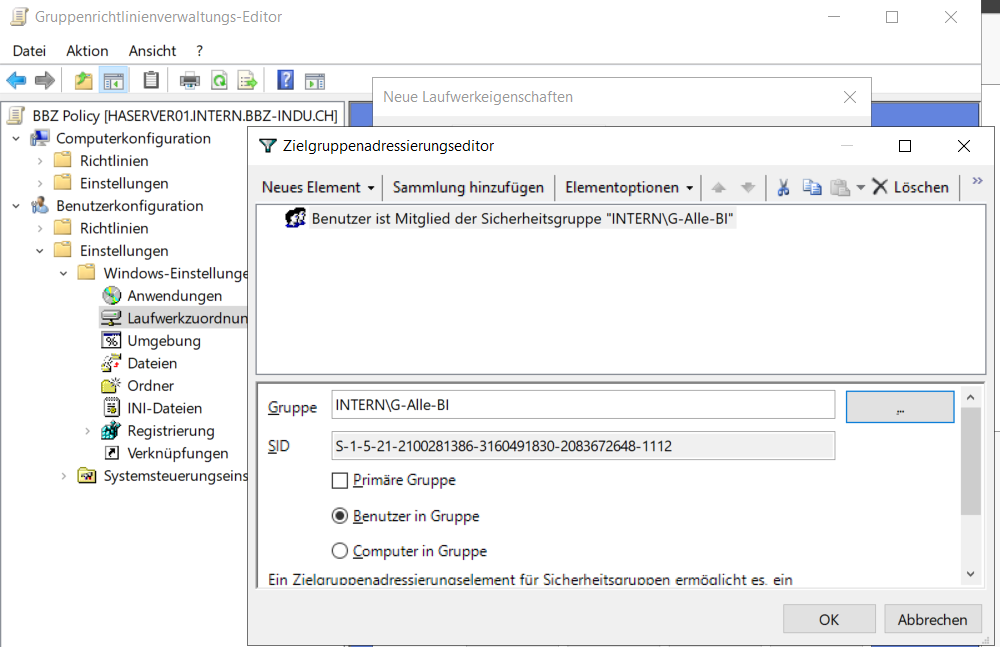 Gruppenrichtlinienverwaltungs-Editor
Datei Aktion Ansicht ?
BBZ Policy [HASERVER01.INTERN.BBZ-INDU.CH]
Computerkonfiguration
Richtlinien
Einstellungen
Benutzerkonfiguration
Richtlinien
Einstellungen
Windows-Einstellunge
Anwendungen
Laufwerkzuordnun
Umgebung
Dateien
Ordner
INI-Dateien
Registrierung
Verknüpfungen
Systemsteuerungseins
Neue Laufwerkeigenschaften
Zielgruppenadressierungseditor
Neues Element Sammlung hinzufügen Elementoptionen Löschen »
Benutzer ist Mitglied der Sicherheitsgruppe "INTERN\G-Alle-BI"
Gruppe INTERN\G-Alle-BI ...
SID S-1-5-21-2100281386-3160491830-2083672648-1112
Primäre Gruppe
Benutzer in Gruppe
Computer in Gruppe
Ein Zielgruppenadressierungselement für Sicherheitsgruppen ermöglicht es, ein
OK Abbrechen